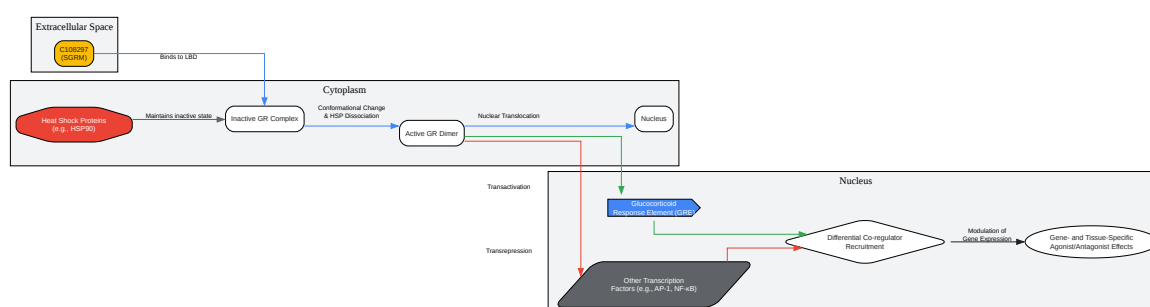 Extracellular Space
C108297
(SGRM)
Binds to LBD
Cytoplasm
Heat Shock Proteins
(e.g., HSP90)
Maintains inactive state
Inactive GR Complex
Conformational Change
& HSP Dissociation
Active GR Dimer
Nuclear Translocation
Nucleus
Nucleus
Transactivation
Glucocorticoid
Response Element (GRE)
Transrepression
Other Transcription
Factors (e.g., AP-1, NF-κB)
Differential Co-regulator
Recruitment
Modulation of
Gene Expression
Gene- and Tissue-Specific
Agonist/Antagonist Effects